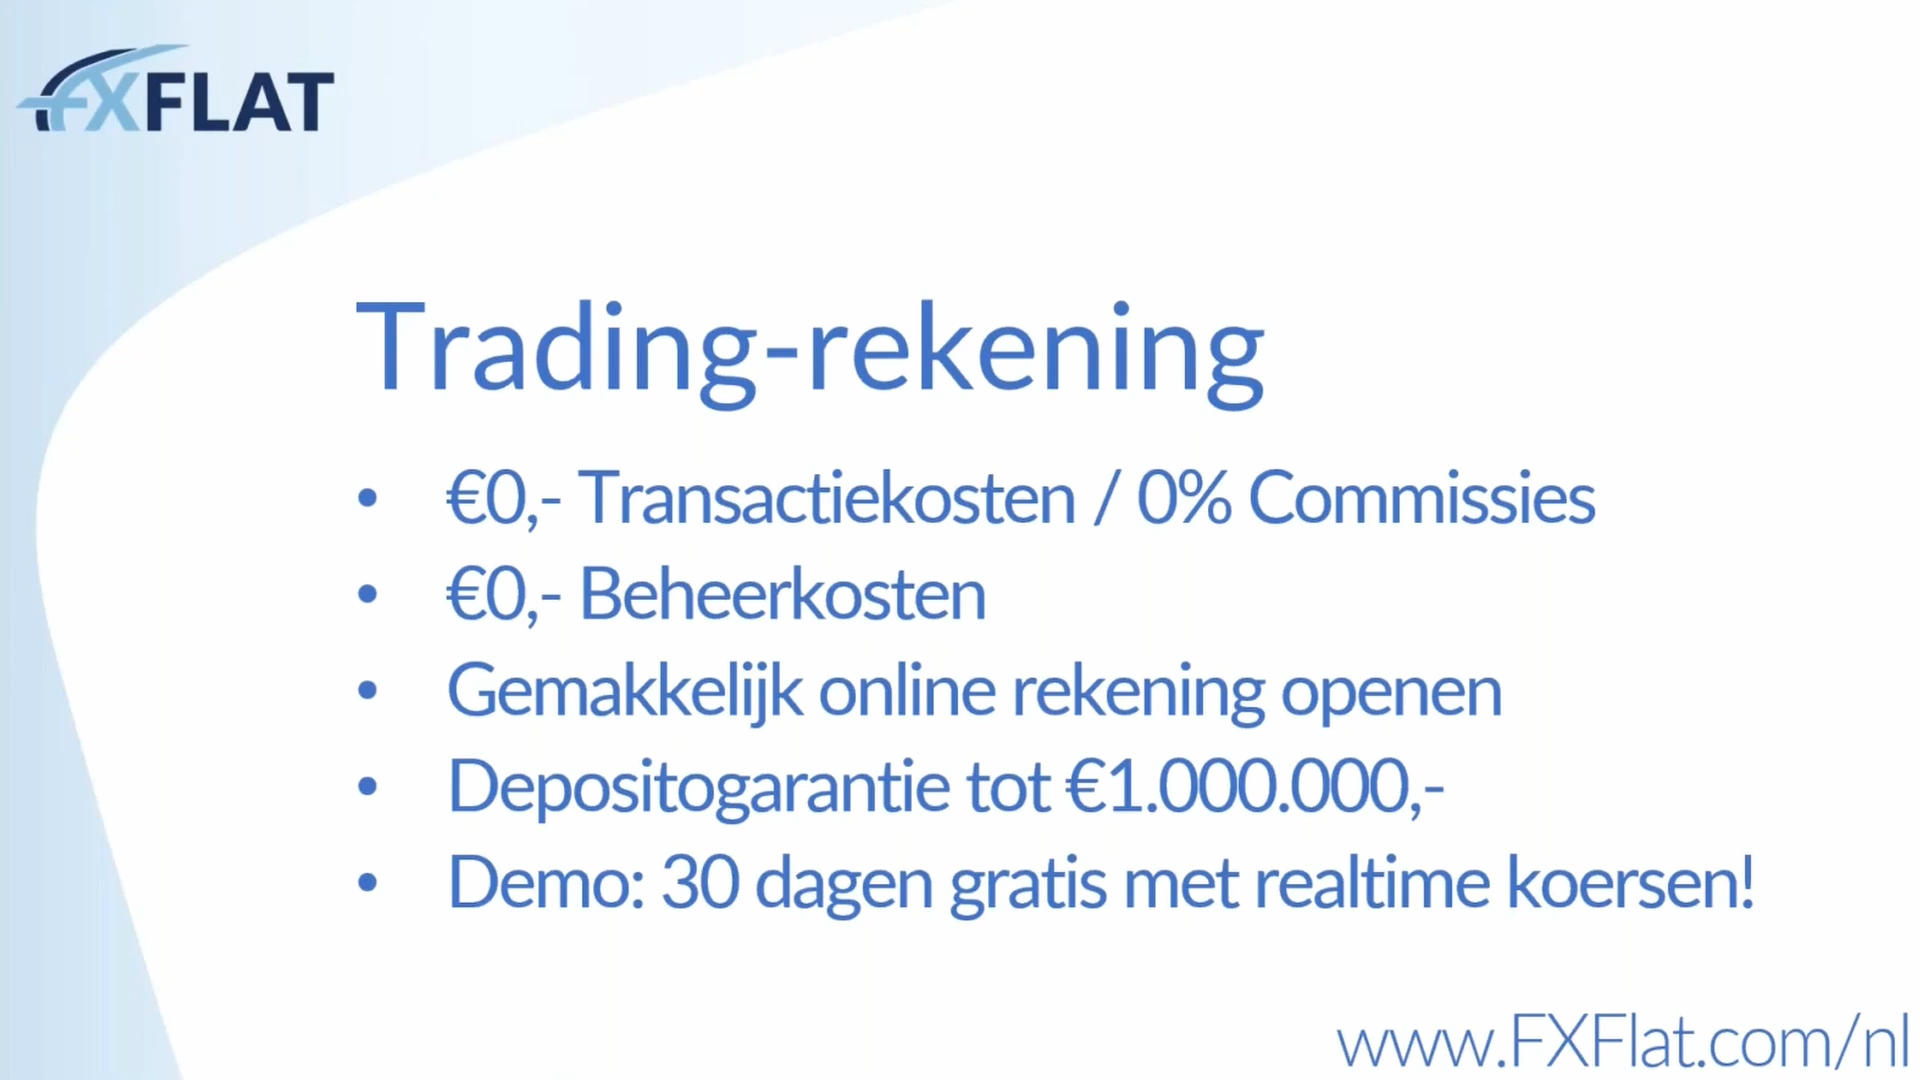 FXFLAT
Trading-rekening
• €0,- Transactiekosten / 0% Commissies
• €0,- Beheerkosten
• Gemakkelijk online rekening openen
• Depositogarantie tot €1.000.000,-
• Demo: 30 dagen gratis met realtime koersen!
www.FXFlat.com/nl